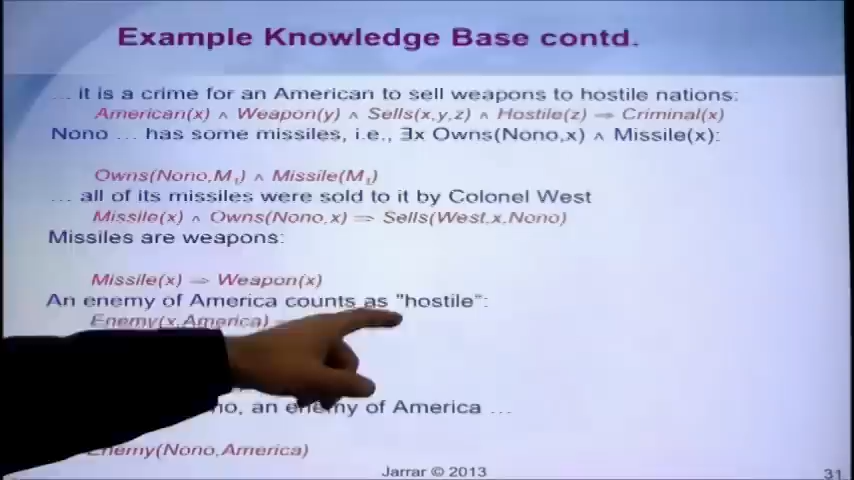 Example Knowledge Base contd.
... it is a crime for an American to sell weapons to hostile nations:
American(x) ∧ Weapon(y) ∧ Sells(x,y,z) ∧ Hostile(z) ⇒ Criminal(x)
Nono ... has some missiles, i.e., ∃x Owns(Nono,x) ∧ Missile(x):
Owns(Nono,M₁) ∧ Missile(M₁)
... all of its missiles were sold to it by Colonel West
Missile(x) ∧ Owns(Nono,x) ⇒ Sells(West,x,Nono)
Missiles are weapons:
Missile(x) ⇒ Weapon(x)
An enemy of America counts as "hostile":
Enemy(x,America)
an enemy of America ...
Enemy(Nono,America)
Jarrar © 2013
31